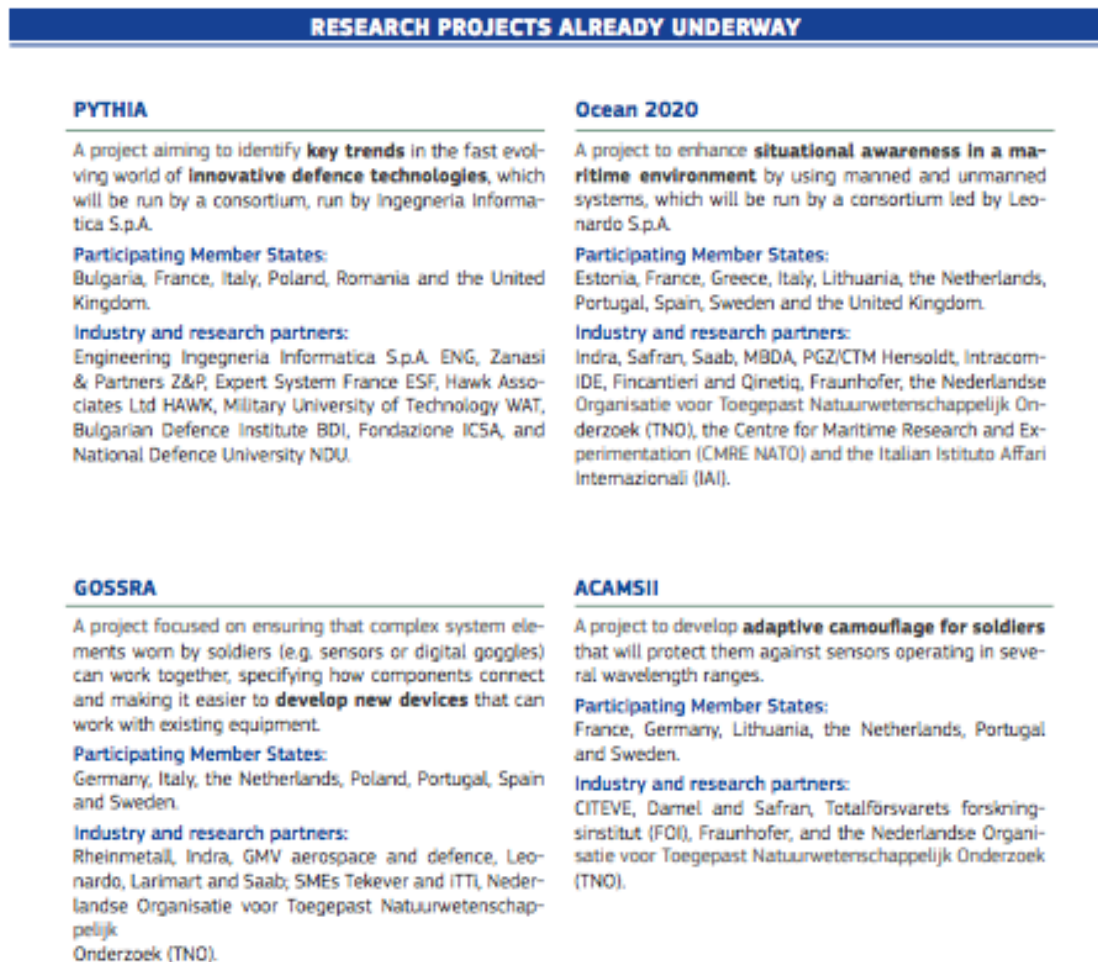 RESEARCH PROJECTS ALREADY UNDERWAY
PYTHIA
A project aiming to identify key trends in the fast evol-
ving world of innovative defence technologies, which
will be run by a consortium, run by Ingegneria Informa-
tica S.p.A.
Participating Member States:
Bulgaria, France, Italy, Poland, Romania and the United
Kingdom.
Industry and research partners:
Engineering Ingegneria Informatica S.p.A. ENG, Zanasi
& Partners Z&P, Expert System France ESF, Hawk Asso-
ciates Ltd HAWK, Military University of Technology WAT,
Bulgarian Defence Institute BDI, Fondazione ICSA, and
National Defence University NDU.
Ocean 2020
A project to enhance situational awareness in a ma-
ritime environment by using manned and unmanned
systems, which will be run by a consortium led by Leo-
nardo S.p.A.
Participating Member States:
Estonia, France, Greece, Italy, Lithuania, the Netherlands,
Portugal, Spain, Sweden and the United Kingdom.
Industry and research partners:
Indra, Safran, Saab, MBDA, PGZ/CTM Hensoldt, Intracom-
IDE, Fincantieri and Qinetiq, Fraunhofer, the Nederlandse
Organisatie voor Toegepast Natuurwetenschappelijk On-
derzoek (TNO), the Centre for Maritime Research and Ex-
perimentation (CMRE NATO) and the Italian Istituto Affari
Internazionali (IAI).
GOSSRA
A project focused on ensuring that complex system ele-
ments worn by soldiers (e.g. sensors or digital goggles)
can work together, specifying how components connect
and making it easier to develop new devices that can
work with existing equipment.
Participating Member States:
Germany, Italy, the Netherlands, Poland, Portugal, Spain
and Sweden.
Industry and research partners:
Rheinmetall, Indra, GMV aerospace and defence, Leo-
nardo, Larimart and Saab; SMEs Tekever and iTTi, Neder-
landse Organisatie voor Toegepast Natuurwetenschap-
pelijk
Onderzoek (TNO).
ACAMSII
A project to develop adaptive camouflage for soldiers
that will protect them against sensors operating in seve-
ral wavelength ranges.
Participating Member States:
France, Germany, Lithuania, the Netherlands, Portugal
and Sweden.
Industry and research partners:
CITEVE, Damel and Safran, Totalförsvarets forskning-
sinstitut (FOI), Fraunhofer, and the Nederlandse Organi-
satie voor Toegepast Natuurwetenschappelijk Onderzoek
(TNO).